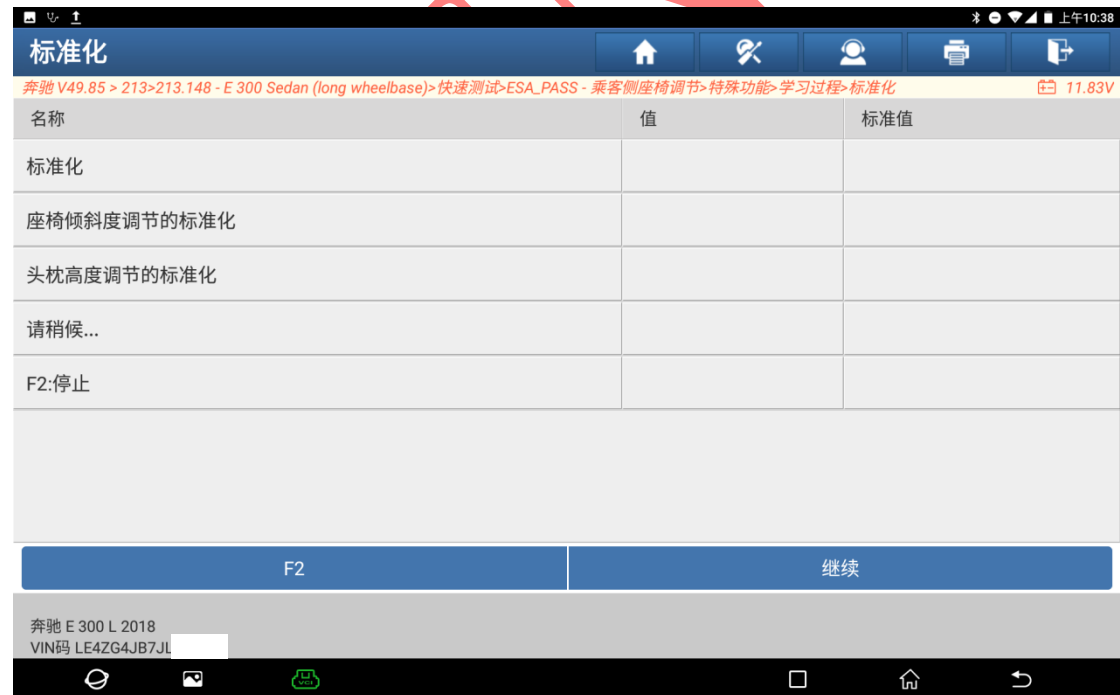 上午10:38
标准化
奔驰 V49.85 > 213>213.148 - E 300 Sedan (long wheelbase)>快速测试>ESA_PASS - 乘客侧座椅调节>特殊功能>学习过程>标准化 11.83V
名称 值 标准值
标准化
座椅倾斜度调节的标准化
头枕高度调节的标准化
请稍候...
F2:停止
F2 继续
奔驰 E 300 L 2018
VIN码 LE4ZG4JB7JL
VCI